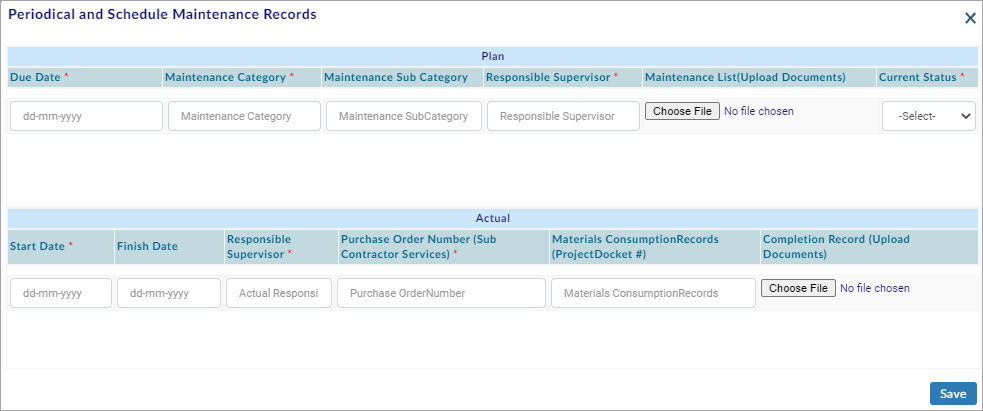 Periodical and Schedule Maintenance Records
×
Plan
Due Date * Maintenance Category * Maintenance Sub Category Responsible Supervisor * Maintenance List(Upload Documents) Current Status *
dd-mm-yyyy Maintenance Category Maintenance SubCategory Responsible Supervisor Choose File No file chosen -Select-
Actual
Start Date * Finish Date Responsible Supervisor * Purchase Order Number (Sub Contractor Services) * Materials ConsumptionRecords (ProjectDocket #) Completion Record (Upload Documents)
dd-mm-yyyy dd-mm-yyyy Actual Responsi Purchase OrderNumber Materials ConsumptionRecords Choose File No file chosen
Save